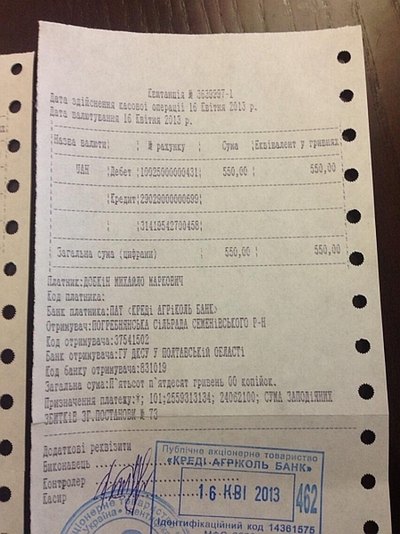 Квитанція № 3639997-1
Дата здійснення касової операції 16 Квітня 2013 р.
Дата валютування 16 Квітня 2013 р.
Назва валюти № рахунку Сума Еквівалент у гривнях
UAH Дебет 10025000000431 550,00 550,00
Кредит 29029000000699
31419542700458
Загальна сума (цифрами) 550,00 550,00
Платник:ДОБКІН МИХАЙЛО МАРКОВИЧ
Код платника:
Банк платника:ПАТ «КРЕДІ АГРІКОЛЬ БАНК»
Отримувач:ПОГРЕБНЯНСЬКА СІЛЬРАДА СЕМЕНІВСЬКОГО Р-Н
Код отримувача:37541502
Банк отримувача:ГУ ДКСУ У ПОЛТАВСЬКІЙ ОБЛАСТІ
Код банку отримувача:831019
Загальна сума:П'ятьсот п'ятдесят гривень 00 копійок.
Призначення платежу:*; 101;2559313134; 24062100; СУМА ЗАПОДІЯНИХ
ЗБИТКІВ ЗГ.ПОСТАНОВИ № 73
Додаткові реквізити
Виконавець
Контролер
Касир
Публічне акціонерне товариство
«КРЕДІ АГРІКОЛЬ БАНК»
16 КВІ 2013
462
Ідентифікаційний код 14361575